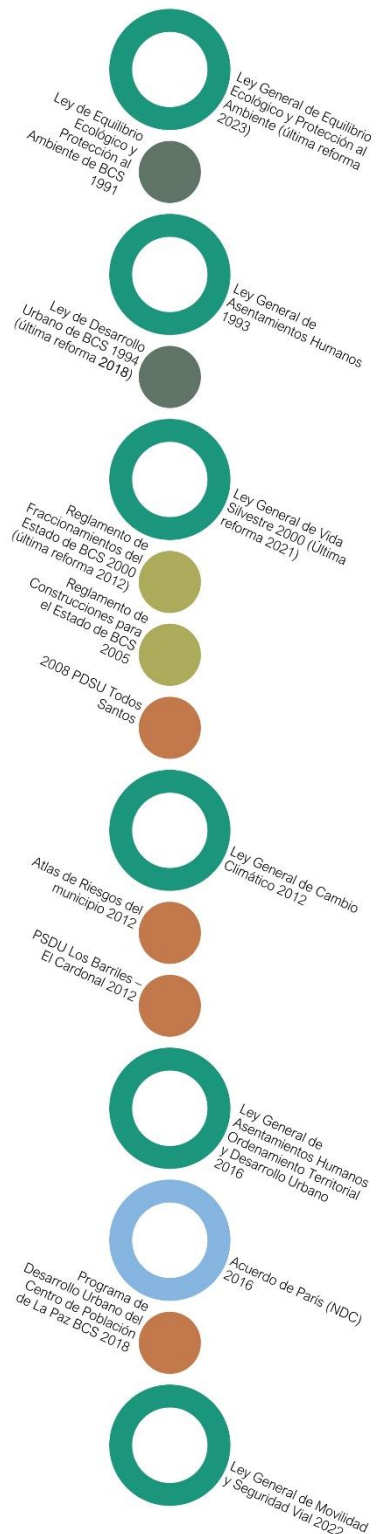 Ley General de Equilibrio
Ecológico y Protección al
Ambiente (última reforma
2023)
Ley de Equilibrio
Ecológico y
Protección al
Ambiente de BCS
1991
Ley General de
Asentamientos Humanos
1993
Ley de Desarrollo
Urbano de BCS 1994
(última reforma 2018)
Ley General de Vida
Silvestre 2000 (Última
reforma 2021)
Reglamento de
Fraccionamientos del
Estado de BCS 2000
(última reforma 2012)
Reglamento de
Construcciones para
el Estado de BCS
2005
2008 PDSU Todos
Santos
Ley General de Cambio
Climático 2012
Atlas de Riesgos del
municipio 2012
PSDU Los Barriles –
El Cardonal 2012
Ley General de
Asentamientos Humanos
Ordenamiento Territorial
y Desarrollo Urbano
2016
Acuerdo de París (NDC)
2016
Programa de
Desarrollo Urbano del
Centro de Población
de La Paz BCS 2018
Ley General de Movilidad
y Seguridad Vial 2022